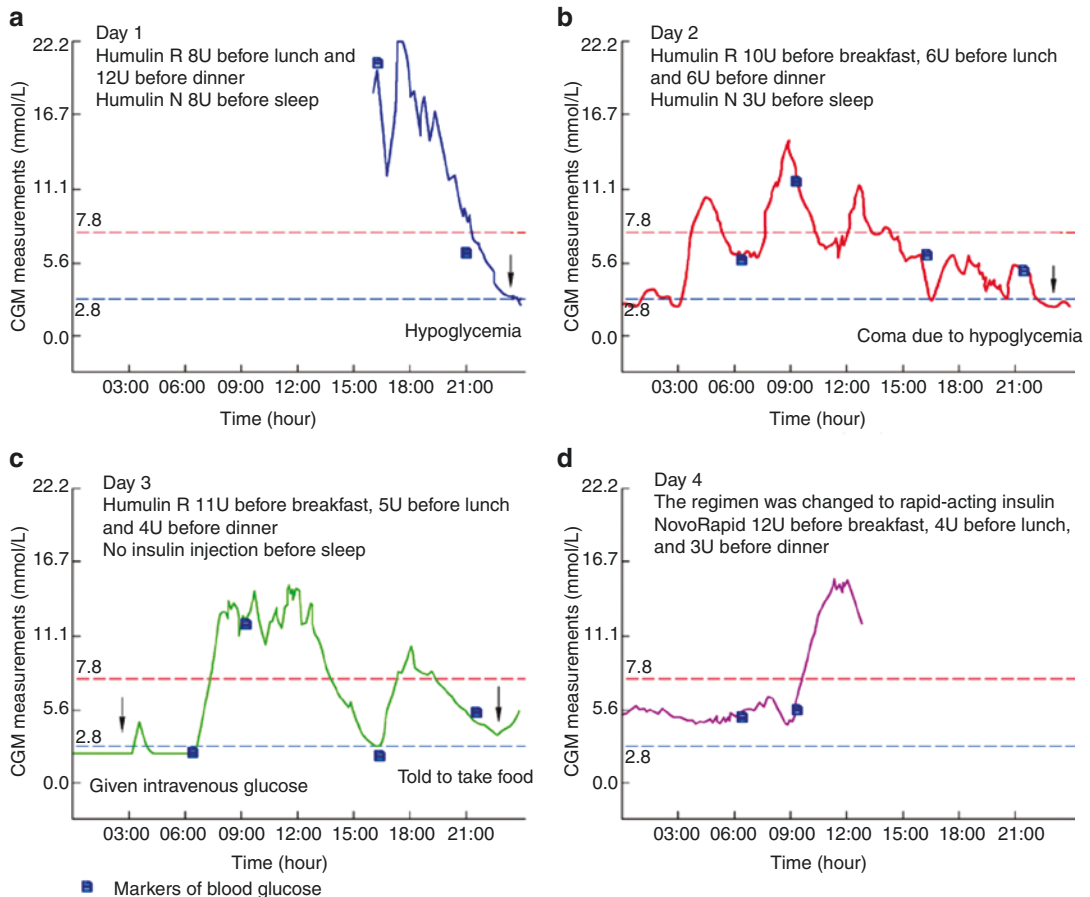 a
Day 1
Humulin R 8U before lunch and
12U before dinner
Humulin N 8U before sleep
CGM measurements (mmol/L)
22.2
16.7
11.1
7.8
5.6
2.8
0.0
Hypoglycemia
03:00 06:00 09:00 12:00 15:00 18:00 21:00
Time (hour)
b
Day 2
Humulin R 10U before breakfast, 6U before lunch
and 6U before dinner
Humulin N 3U before sleep
CGM measurements (mmol/L)
22.2
16.7
11.1
7.8
5.6
2.8
0.0
Coma due to hypoglycemia
03:00 06:00 09:00 12:00 15:00 18:00 21:00
Time (hour)
c
Day 3
Humulin R 11U before breakfast, 5U before lunch
and 4U before dinner
No insulin injection before sleep
CGM measurements (mmol/L)
22.2
16.7
11.1
7.8
5.6
2.8
0.0
Given intravenous glucose
Told to take food
03:00 06:00 09:00 12:00 15:00 18:00 21:00
Time (hour)
d
Day 4
The regimen was changed to rapid-acting insulin
NovoRapid 12U before breakfast, 4U before lunch,
and 3U before dinner
CGM measurements (mmol/L)
22.2
16.7
11.1
7.8
5.6
2.8
0.0
03:00 06:00 09:00 12:00 15:00 18:00 21:00
Time (hour)
Markers of blood glucose